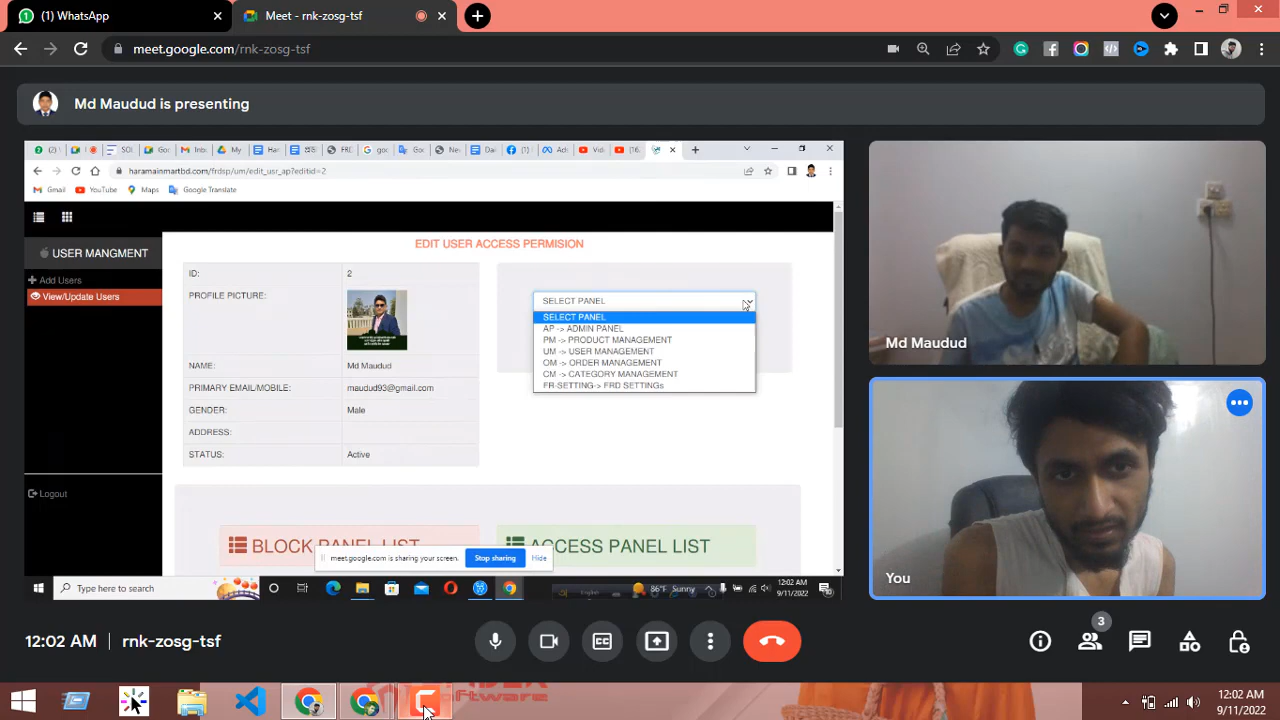 (1) WhatsApp
Meet - rnk-zosg-tsf
meet.google.com/rnk-zosg-tsf
Md Maudud is presenting
haramainmartbd.com/frdsp/um/edit_usr_ap?editid=2
Gmail
YouTube
Maps
Google Translate
USER MANGMENT
Add Users
View/Update Users
Logout
EDIT USER ACCESS PERMISION
ID: 2
PROFILE PICTURE:
NAME: Md Maudud
PRIMARY EMAIL/MOBILE: maudud93@gmail.com
GENDER: Male
ADDRESS:
STATUS: Active
SELECT PANEL
SELECT PANEL
AP -> ADMIN PANEL
PM -> PRODUCT MANAGEMENT
UM -> USER MANAGEMENT
OM -> ORDER MANAGEMENT
CM -> CATEGORY MANAGEMENT
FR-SETTING-> FRD SETTINGs
BLOCK PANEL LIST
ACCESS PANEL LIST
meet.google.com is sharing your screen.
Stop sharing
Hide
Type here to search
English
86°F Sunny
12:02 AM
9/11/2022
Md Maudud
You
12:02 AM
rnk-zosg-tsf
CC
3
oftware
12:02 AM
9/11/2022